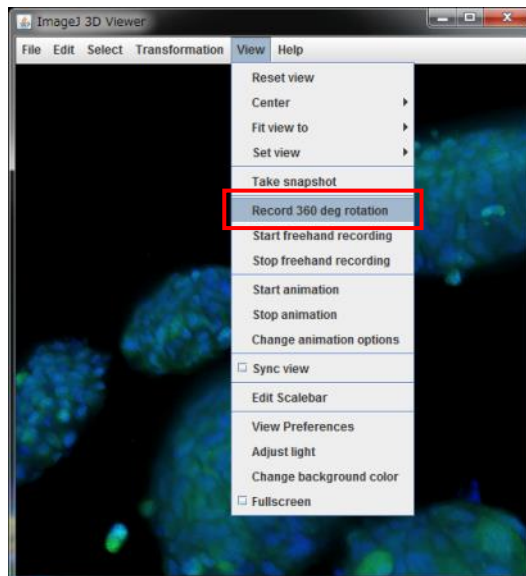 ImageJ 3D Viewer
File Edit Select Transformation View Help
Reset view
Center
Fit view to
Set view
Take snapshot
Record 360 deg rotation
Start freehand recording
Stop freehand recording
Start animation
Stop animation
Change animation options
Sync view
Edit Scalebar
View Preferences
Adjust light
Change background color
Fullscreen